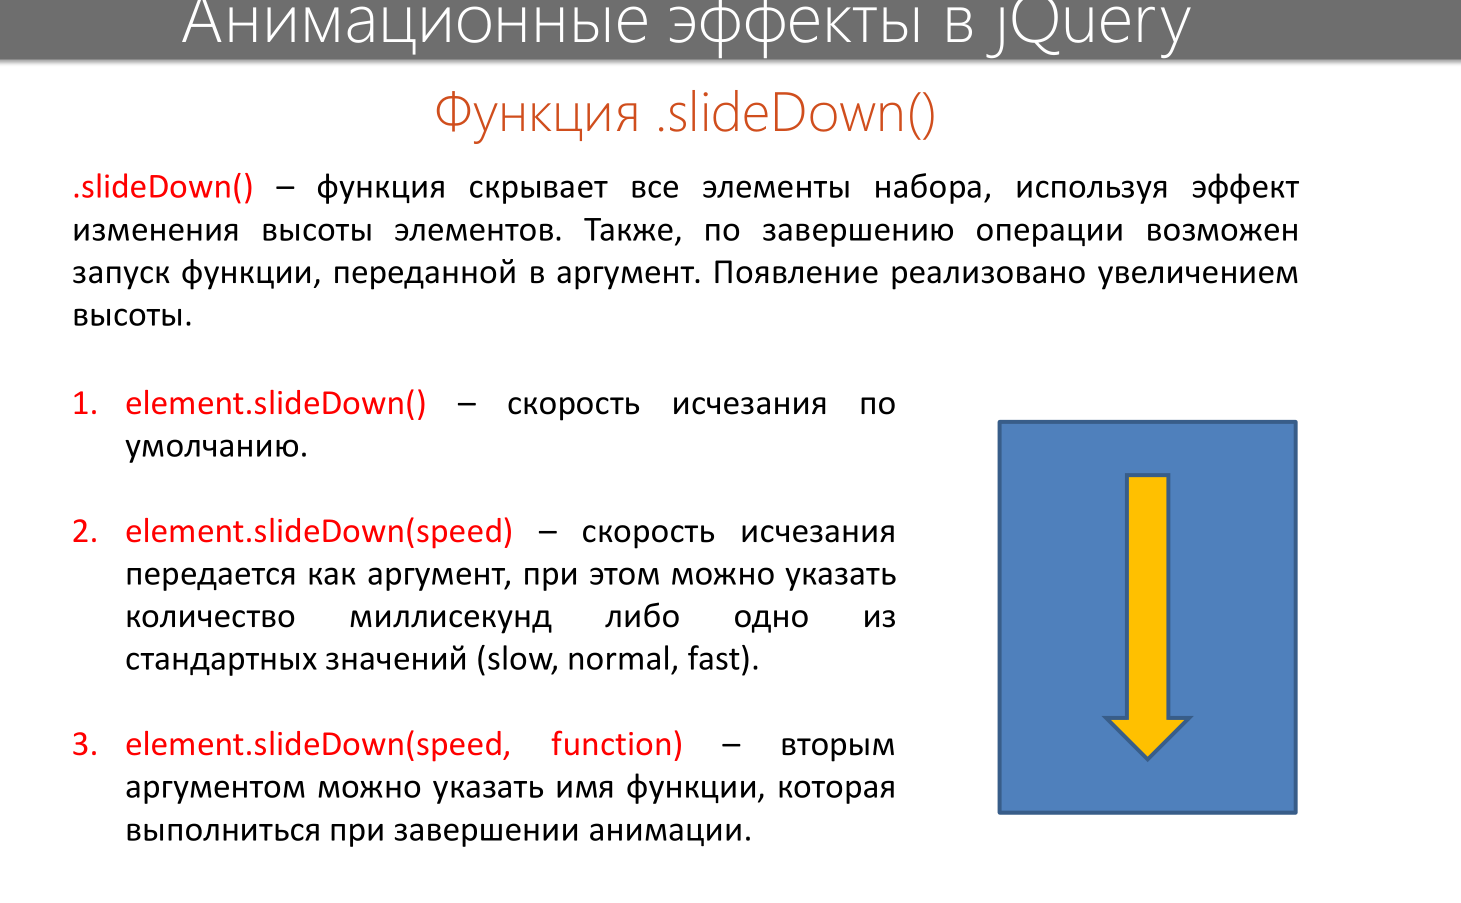 Анимационные эффекты в jQuery
Функция .slideDown()
.slideDown() – функция скрывает все элементы набора, используя эффект
изменения высоты элементов. Также, по завершению операции возможен
запуск функции, переданной в аргумент. Появление реализовано увеличением
высоты.
1. element.slideDown() – скорость исчезания по
умолчанию.
2. element.slideDown(speed) – скорость исчезания
передается как аргумент, при этом можно указать
количество миллисекунд либо одно из
стандартных значений (slow, normal, fast).
3. element.slideDown(speed, function) – вторым
аргументом можно указать имя функции, которая
выполниться при завершении анимации.